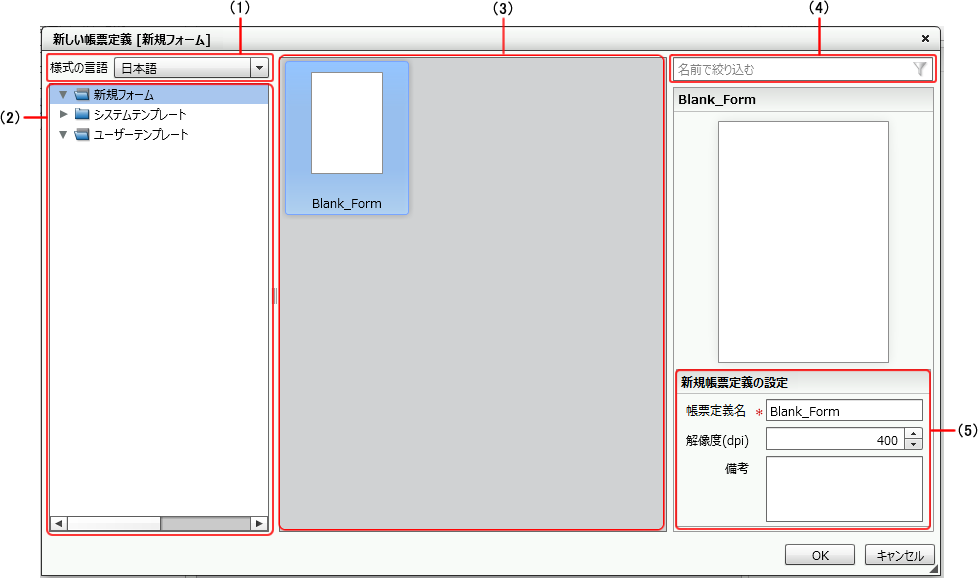 (1)
(3)
(4)
新しい帳票定義 [新規フォーム]
様式の言語 日本語
名前で絞り込む
(2)
新規フォーム
システムテンプレート
ユーザーテンプレート
Blank_Form
Blank_Form
新規帳票定義の設定
帳票定義名 * Blank_Form
解像度(dpi) 400
(5)
備考
OK キャンセル